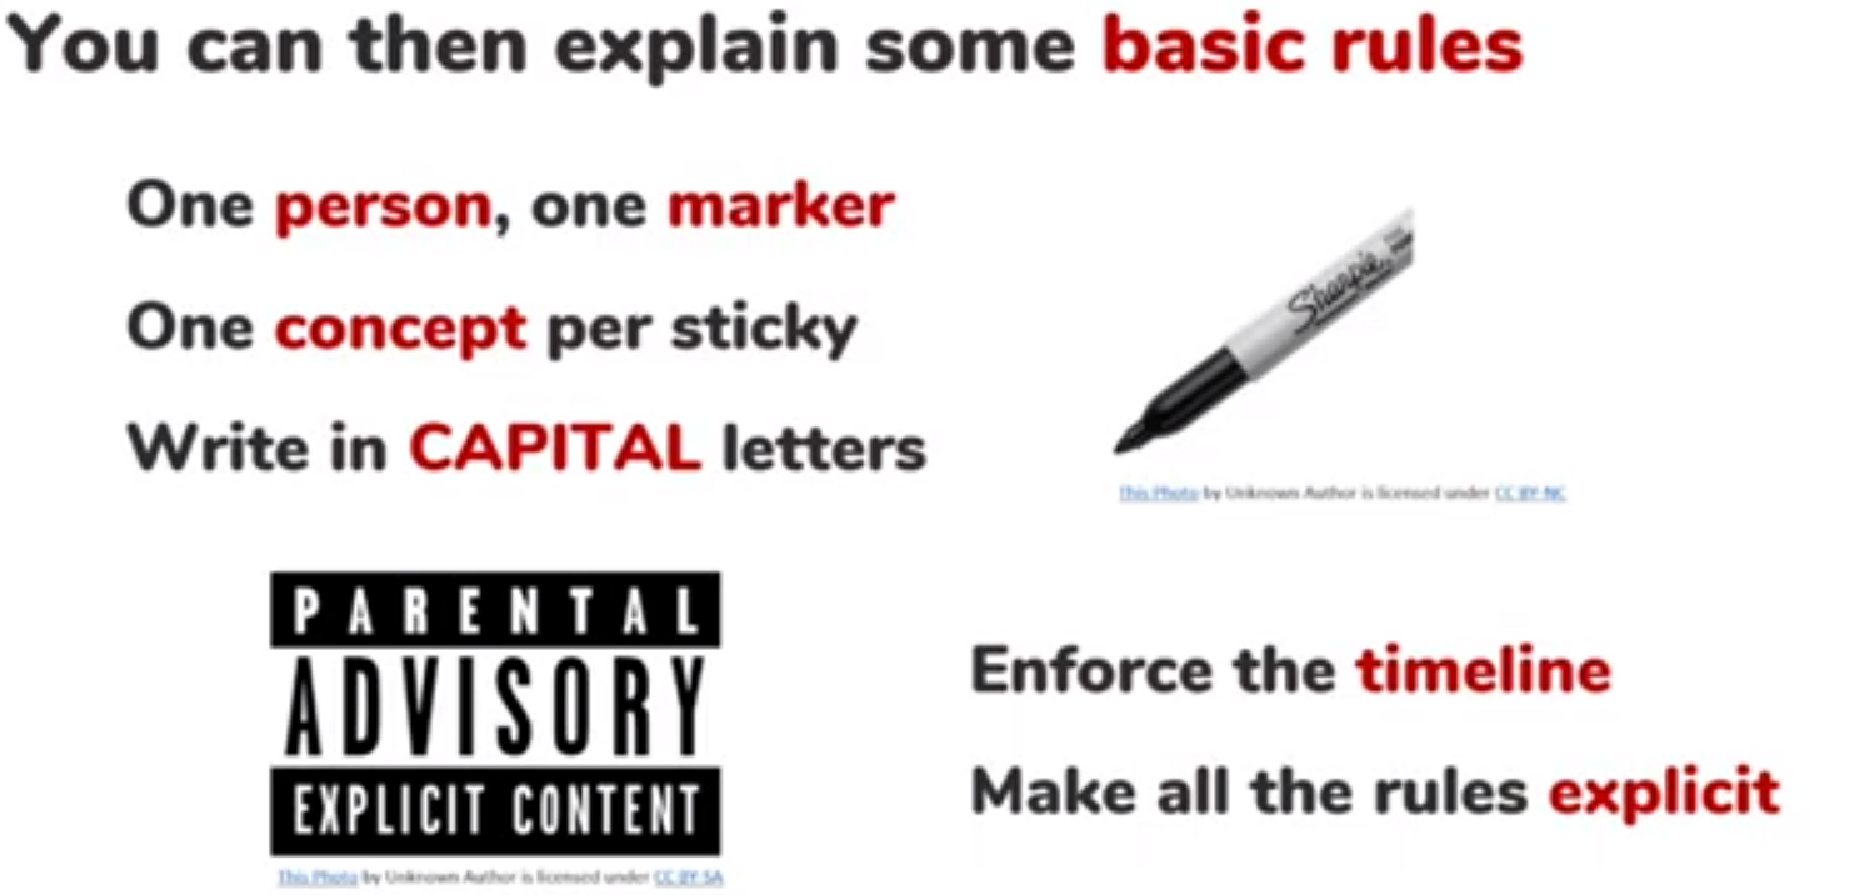 You can then explain some basic rules
One person, one marker
One concept per sticky
Write in CAPITAL letters
Sharpie
This Photo by Unknown Author is licensed under CC BY-NC
PARENTAL
ADVISORY
EXPLICIT CONTENT
This Photo by Unknown Author is licensed under CC BY-SA
Enforce the timeline
Make all the rules explicit